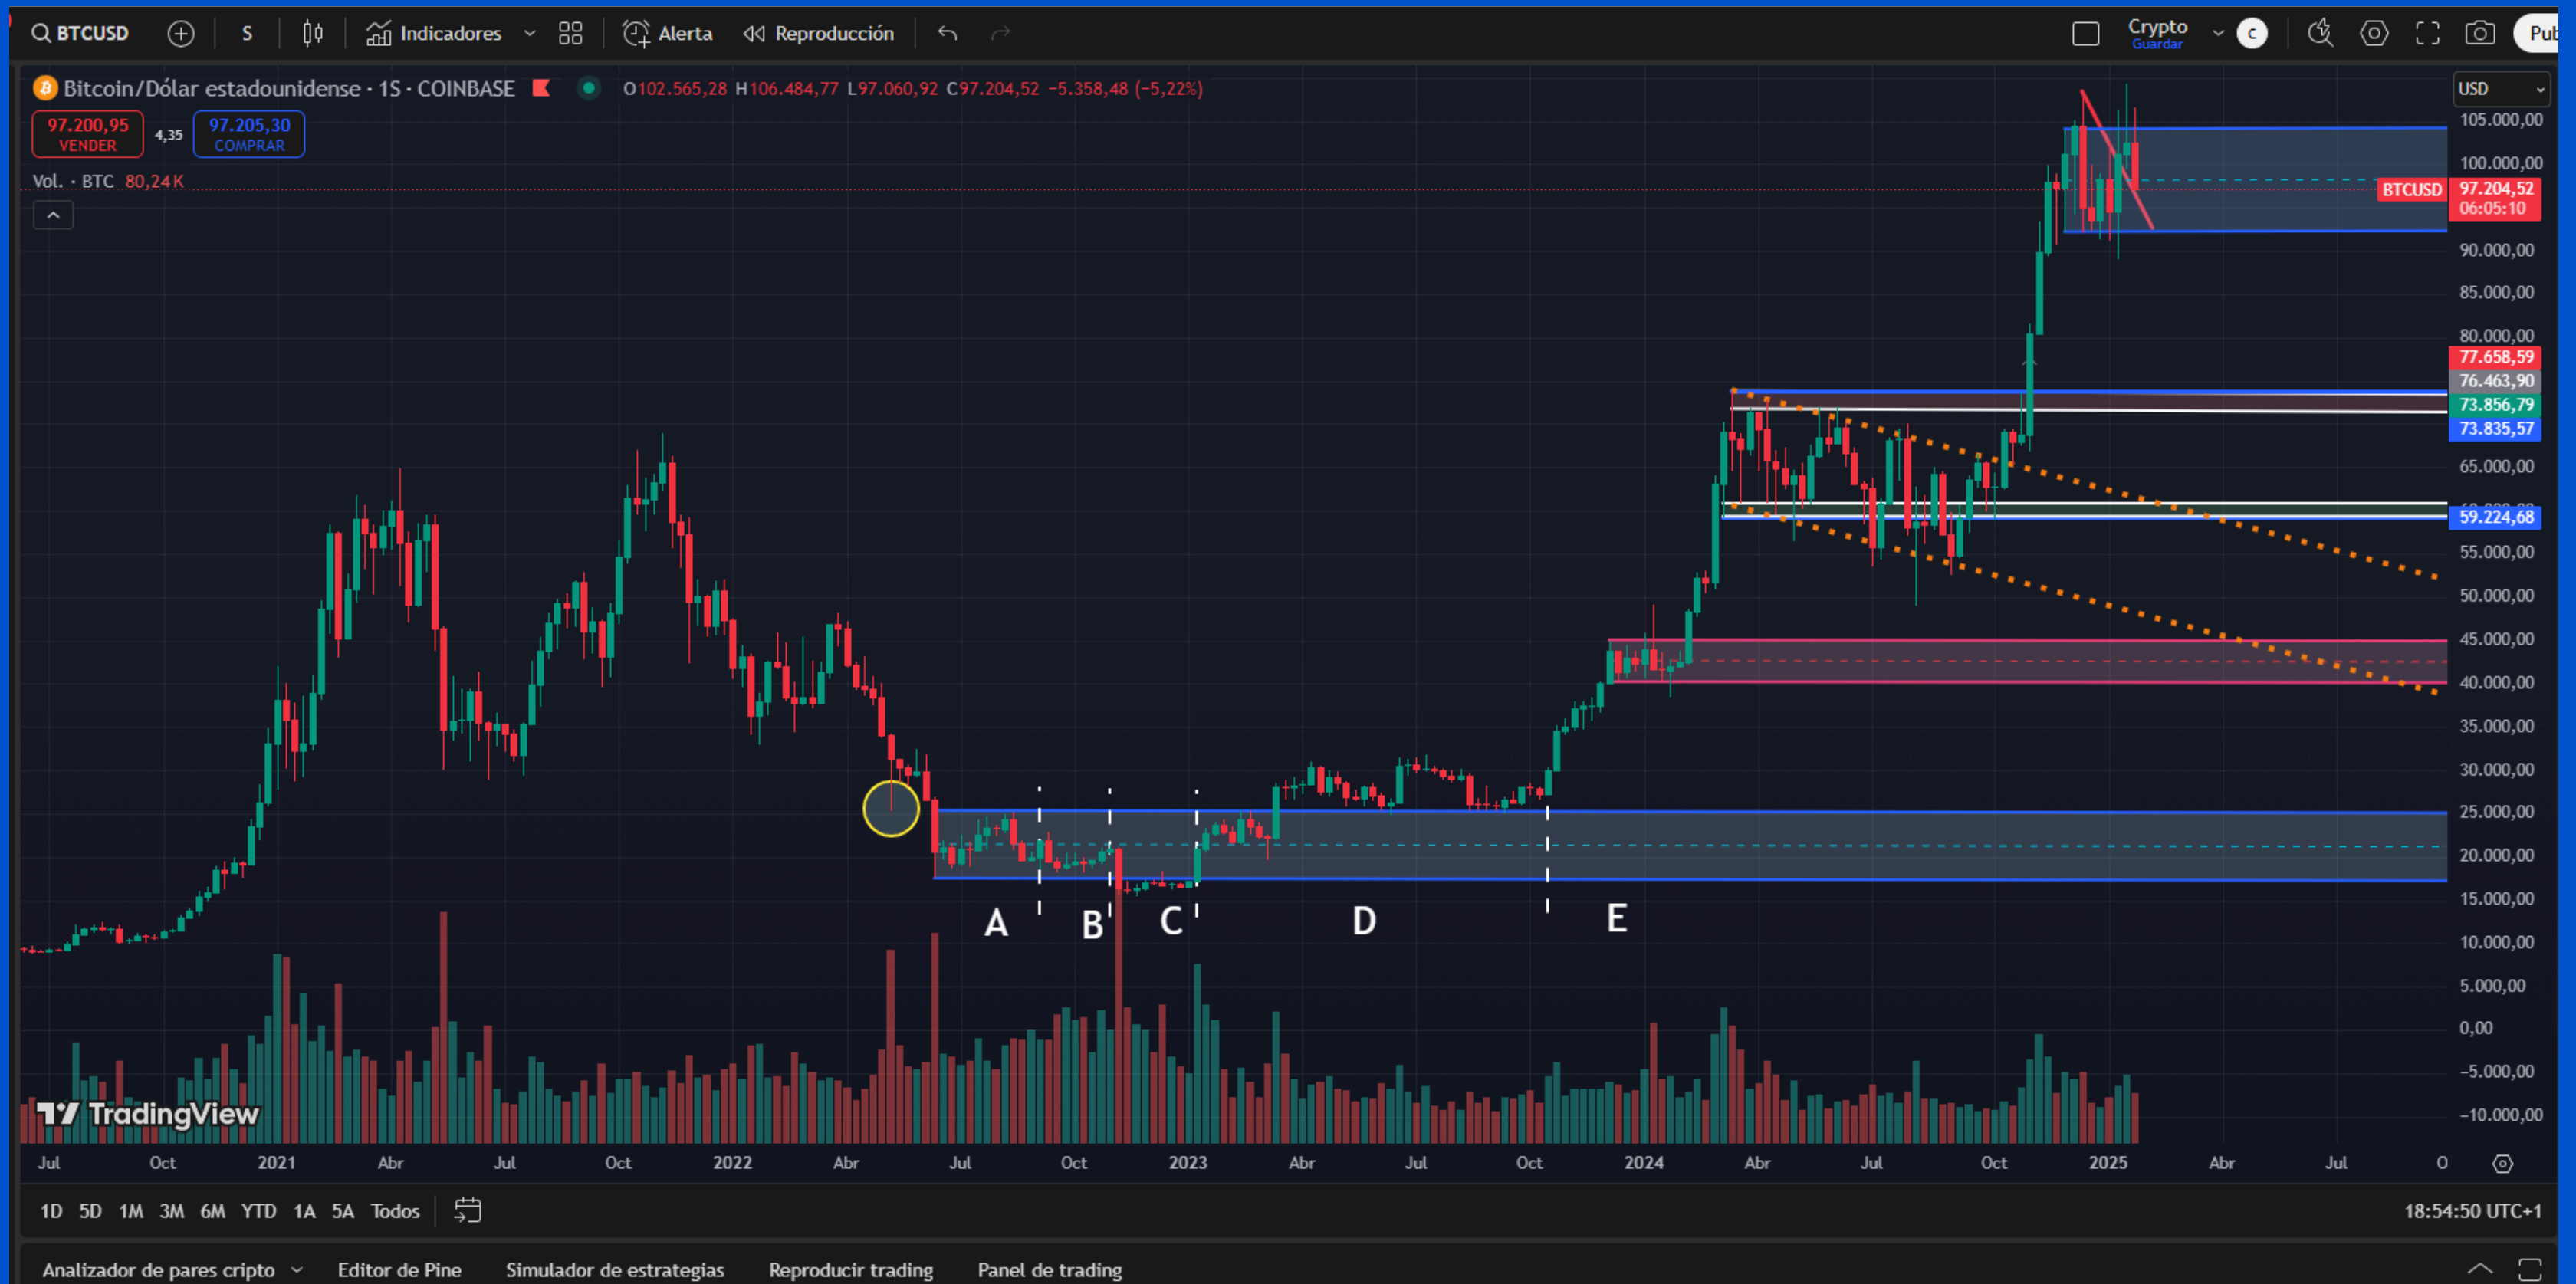 BTCUSD S Indicadores Alerta Reproducción Crypto Guardar C Put
Bitcoin/Dólar estadounidense · 1S · COINBASE O102.565,28 H106.484,77 L97.060,92 C97.204,52 −5.358,48 (−5,22%) USD
97.200,95 VENDER 4,35 97.205,30 COMPRAR
Vol. · BTC 80,24 K
105.000,00
100.000,00
BTCUSD 97.204,52
06:05:10
90.000,00
85.000,00
80.000,00
77.658,59
76.463,90
73.856,79
73.835,57
65.000,00
59.224,68
55.000,00
50.000,00
45.000,00
40.000,00
35.000,00
30.000,00
25.000,00
20.000,00
15.000,00
A B C D E
10.000,00
5.000,00
0,00
−5.000,00
−10.000,00
TradingView
Jul Oct 2021 Abr Jul Oct 2022 Abr Jul Oct 2023 Abr Jul Oct 2024 Abr Jul Oct 2025 Abr Jul O
1D 5D 1M 3M 6M YTD 1A 5A Todos 18:54:50 UTC+1
Analizador de pares cripto Editor de Pine Simulador de estrategias Reproducir trading Panel de trading